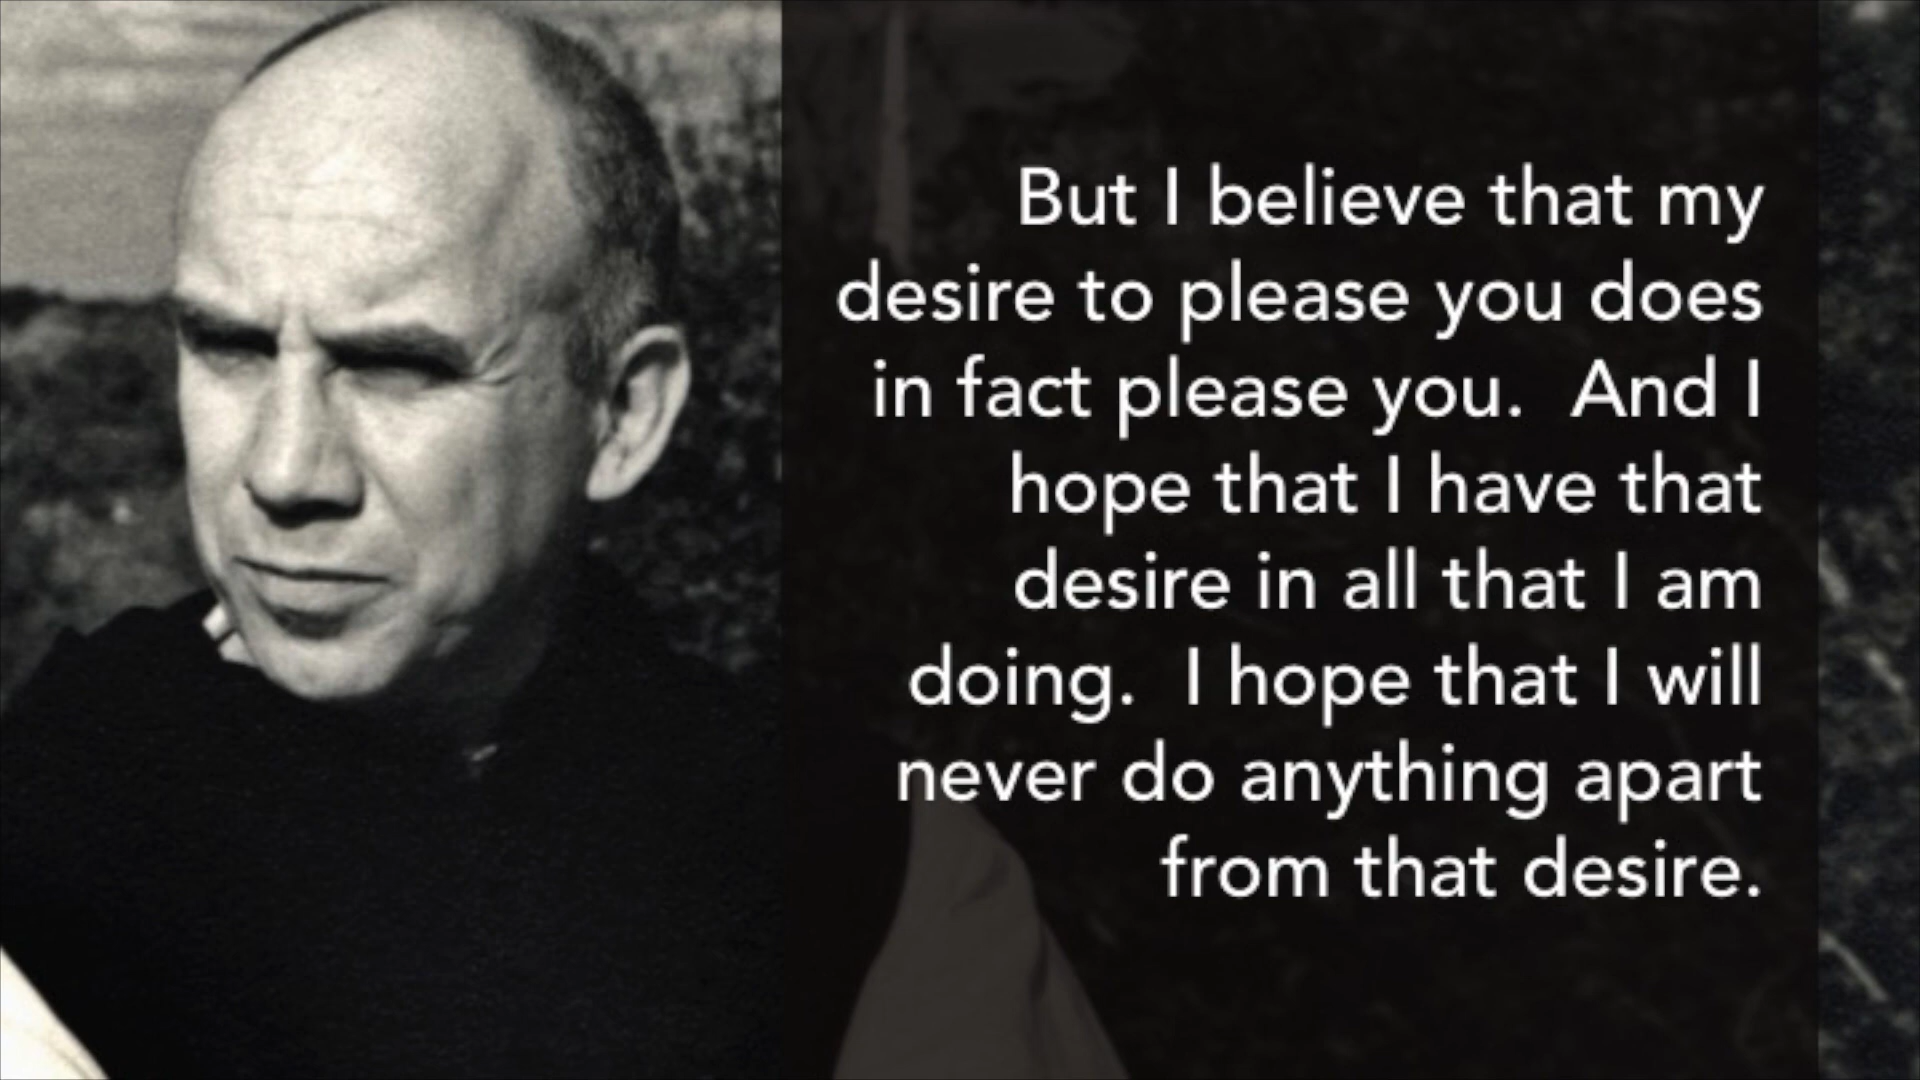 But I believe that my
desire to please you does
in fact please you.  And I
hope that I have that
desire in all that I am
doing.  I hope that I will
never do anything apart
from that desire.